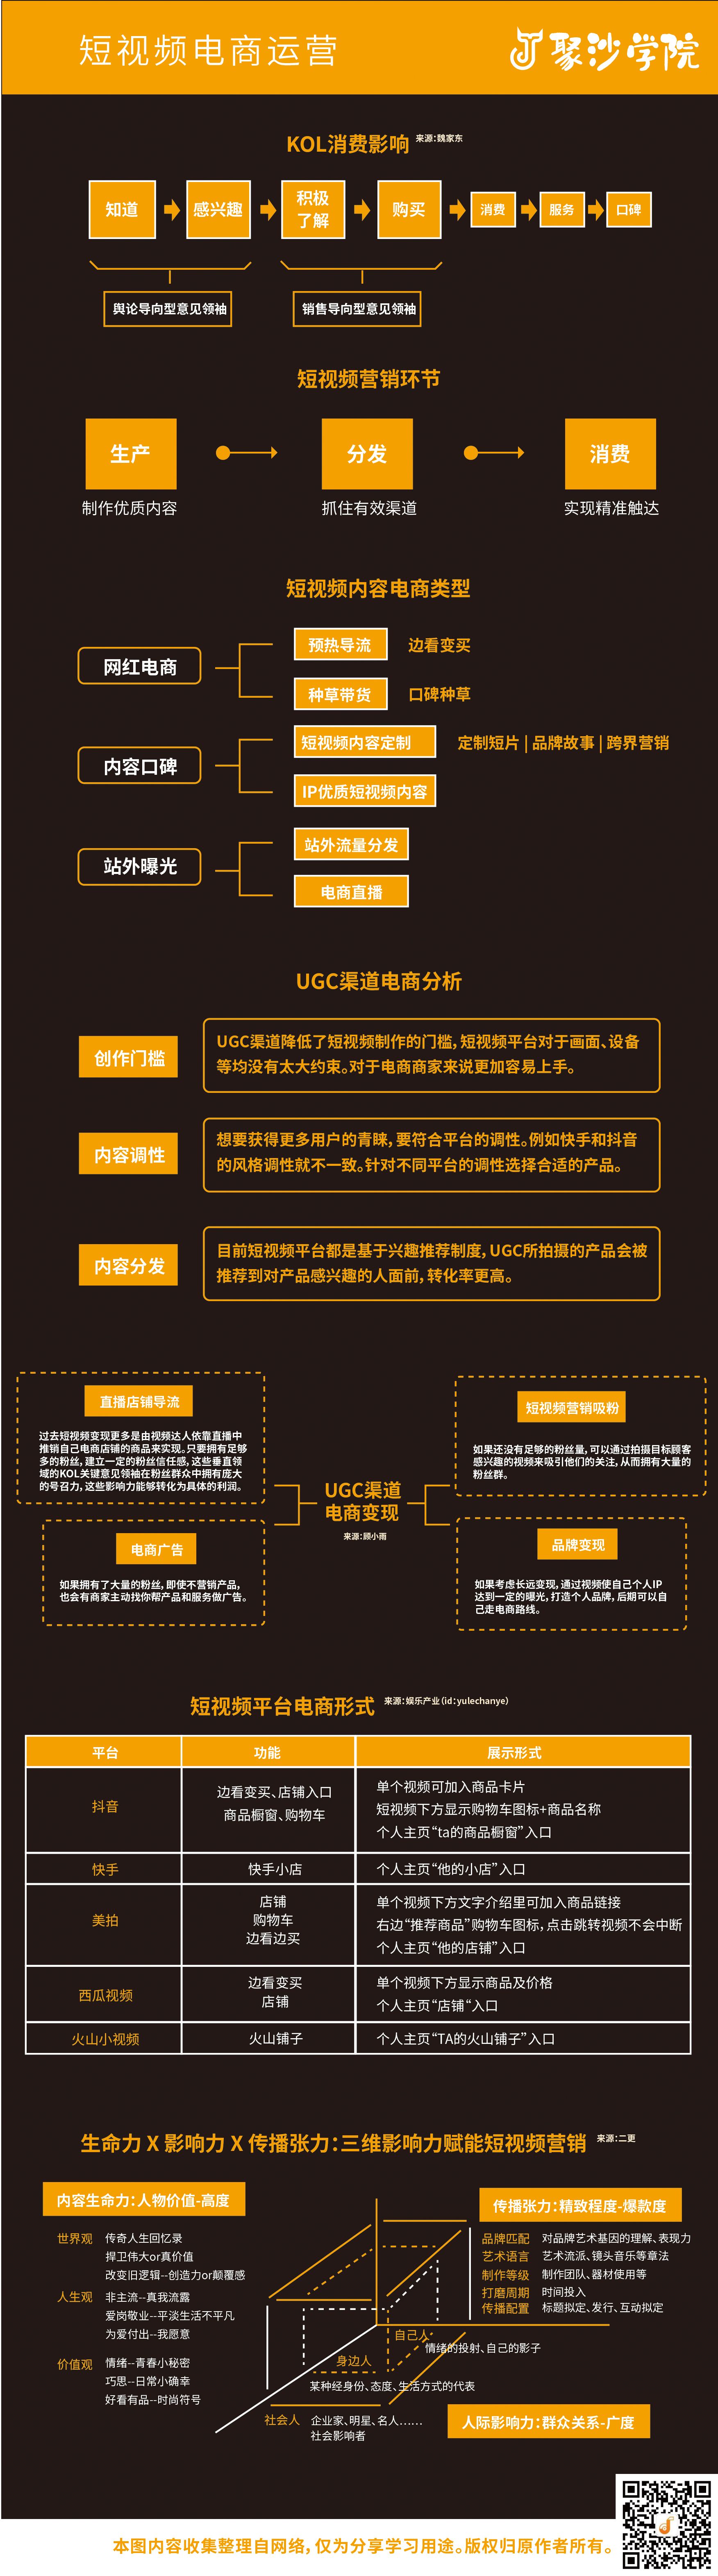 短视频电商运营
聚沙学院
KOL消费影响 来源：魏家东
知道
感兴趣
积极
了解
购买
消费
服务
口碑
舆论导向型意见领袖
销售导向型意见领袖
短视频营销环节
生产
分发
消费
制作优质内容
抓住有效渠道
实现精准触达
短视频内容电商类型
网红电商
预热导流
边看变买
种草带货
口碑种草
内容口碑
短视频内容定制
定制短片 | 品牌故事 | 跨界营销
IP优质短视频内容
站外曝光
站外流量分发
电商直播
UGC渠道电商分析
创作门槛
UGC渠道降低了短视频制作的门槛，短视频平台对于画面、设备
等均没有太大约束。对于电商商家来说更加容易上手。
内容调性
想要获得更多用户的青睐，要符合平台的调性。例如快手和抖音
的风格调性就不一致。针对不同平台的调性选择合适的产品。
内容分发
目前短视频平台都是基于兴趣推荐制度，UGC所拍摄的产品会被
推荐到对产品感兴趣的人面前，转化率更高。
直播店铺导流
过去短视频变现更多是由视频达人依靠直播中
推销自己电商店铺的商品来实现。只要拥有足够
多的粉丝，建立一定的粉丝信任感，这些垂直领
域的KOL关键意见领袖在粉丝群众中拥有庞大
的号召力，这些影响力能够转化为具体的利润。
短视频营销吸粉
如果还没有足够的粉丝量，可以通过拍摄目标顾客
感兴趣的视频来吸引他们的关注，从而拥有大量的
粉丝群。
UGC渠道
电商变现
来源：顾小雨
电商广告
如果拥有了大量的粉丝，即使不营销产品，
也会有商家主动找你帮产品和服务做广告。
品牌变现
如果考虑长远变现，通过视频使自己个人IP
达到一定的曝光，打造个人品牌，后期可以自
己走电商路线。
短视频平台电商形式 来源：娱乐产业（id：yulechanye）
平台
功能
展示形式
抖音
边看变买、店铺入口
商品橱窗、购物车
单个视频可加入商品卡片
短视频下方显示购物车图标+商品名称
个人主页“ta的商品橱窗”入口
快手
快手小店
个人主页“他的小店”入口
美拍
店铺
购物车
边看边买
单个视频下方文字介绍里可加入商品链接
右边“推荐商品”购物车图标，点击跳转视频不会中断
个人主页“他的店铺”入口
西瓜视频
边看变买
店铺
单个视频下方显示商品及价格
个人主页“店铺“入口
火山小视频
火山铺子
个人主页“TA的火山铺子”入口
生命力 X 影响力 X 传播张力：三维影响力赋能短视频营销 来源：二更
内容生命力：人物价值-高度
世界观
传奇人生回忆录
捍卫伟大or真价值
改变旧逻辑--创造力or颠覆感
人生观
非主流--真我流露
爱岗敬业--平淡生活不平凡
为爱付出--我愿意
价值观
情绪--青春小秘密
巧思--日常小确幸
好看有品--时尚符号
传播张力：精致程度-爆款度
品牌匹配 对品牌艺术基因的理解、表现力
艺术语言 艺术流派、镜头音乐等章法
制作等级 制作团队、器材使用等
打磨周期 时间投入
传播配置 标题拟定、发行、互动拟定
自己人
情绪的投射、自己的影子
身边人
某种经身份、态度、生活方式的代表
社会人 企业家、明星、名人……
社会影响者
人际影响力：群众关系-广度
本图内容收集整理自网络，仅为分享学习用途。版权归原作者所有。